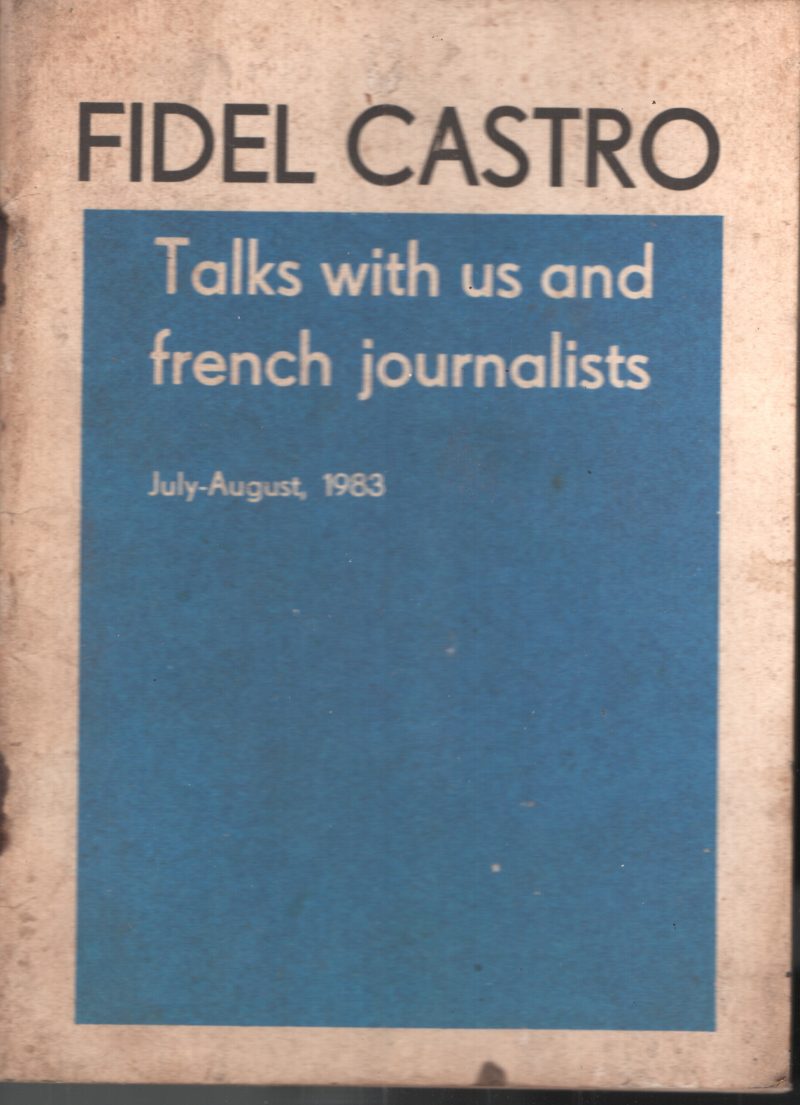 FIDEL CASTRO
Talks with us and
french journalists
July-August, 1983